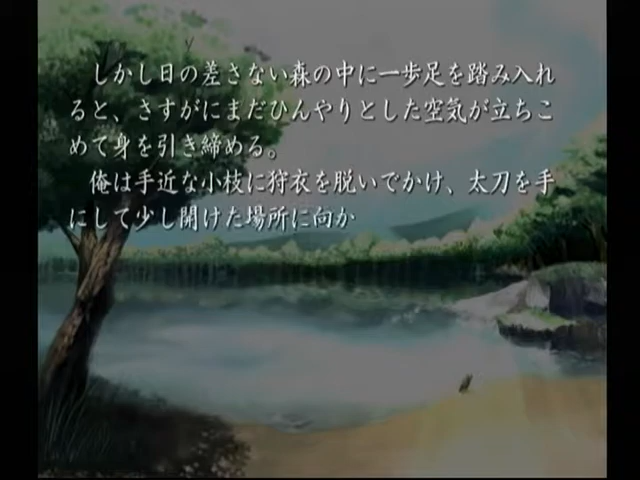 しかし日の差さない森の中に一歩足を踏み入れ
ると、さすがにまだひんやりとした空気が立ちこ
めて身を引き締める。
俺は手近な小枝に狩衣を脱いでかけ、太刀を手
にして少し開けた場所に向か